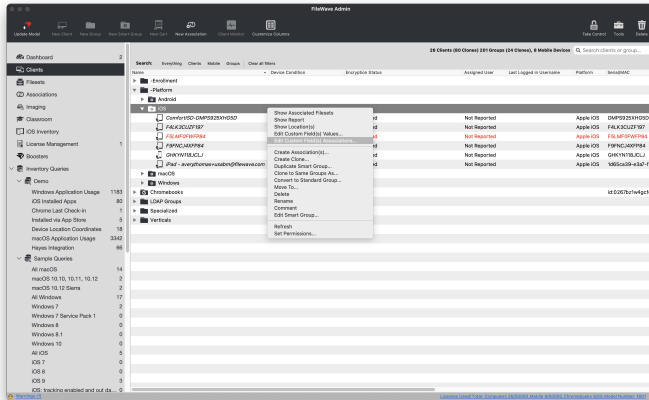 FileWave Admin
Update Model New Client New Group New Smart Group New Cart New Association Client Monitor Customize Columns Take Control Tools Delete
26 Clients (80 Clones) 201 Groups (24 Clones), 8 Mobile Devices Search clients or group...
Dashboard 2
Clients
Filesets
Associations
Imaging
Classroom
iOS Inventory
License Management 1
Boosters
Inventory Queries
Demo
Windows Application Usage 1183
iOS Installed Apps 80
Chrome Last Check-in 1
Installed via App Store 5
Device Location Coordinates 18
macOS Application Usage 3342
Hayes Integration 66
Sample Queries
All macOS 14
macOS 10.10, 10.11, 10.12 2
macOS 10.12 Sierra 2
All Windows 17
Windows 7 2
Windows 7 Service Pack 1 0
Windows 8 0
Windows 8.1 0
Windows 10 0
All iOS 5
iOS 7 0
iOS 8 0
iOS 9 3
iOS: tracking enabled and out da... 0
Search: Everything Clients Mobile Groups Clear all filters
Name Device Condition Encryption Status Assigned User Last Logged in Username Platform Serial/MAC
-Enrollment
-Platform
Android
iOS
ComfortISD-DMPS925XHG5D Not Reported Apple iOS DMPS925XHG5D
F4LK3CUZF197 Not Reported Apple iOS F4LK3CUZF197
F5LMF0FWFP84 Not Reported Apple iOS F5LMF0FWFP84
F9FNCJ4XFP84 Not Reported Apple iOS F9FNCJ4XFP84
GHKYN118JCLJ Not Reported Apple iOS GHKYN118JCLJ
iPad - averythomas+usabm@filewave.com Not Reported Apple iOS
macOS
Windows
Chromebooks
LDAP Groups
Specialized
Verticals
Show Associated Filesets
Show Report
Show Location(s)
Edit Custom Field(s) Values...
Edit Custom Field(s) Associations...
Create Association(s)...
Create Clone...
Duplicate Smart Group...
Clone to Same Groups As...
Convert to Standard Group...
Move To...
Delete
Rename
Comment
Edit Smart Group...
Refresh
Set Permissions...
Warnings (1)